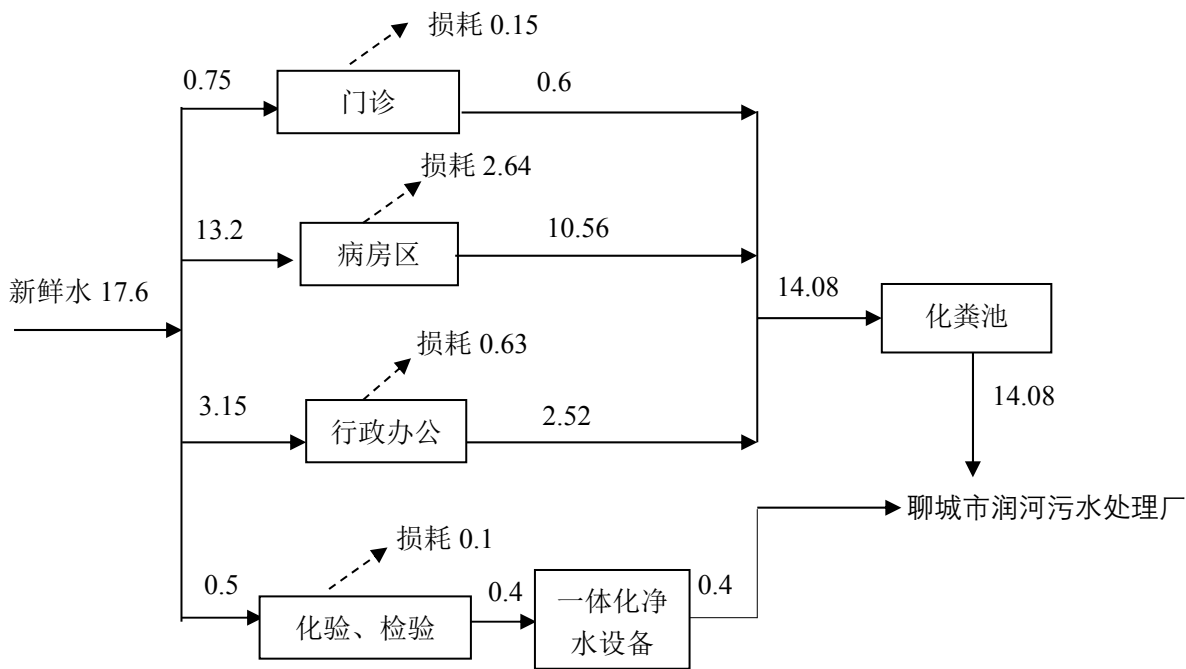 损耗 0.15
0.75
门诊
0.6
损耗 2.64
13.2
病房区
10.56
新鲜水 17.6
14.08
化粪池
损耗 0.63
3.15
行政办公
2.52
14.08
聊城市润河污水处理厂
损耗 0.1
0.5
化验、检验
0.4
一体化净
水设备
0.4